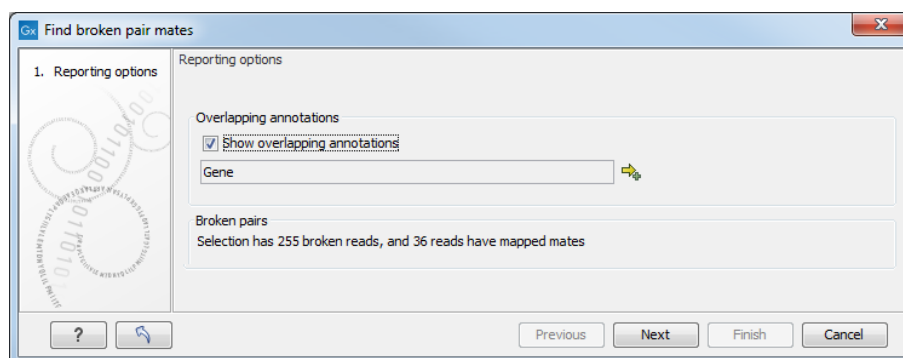 Gx Find broken pair mates
1. Reporting options
Reporting options
Overlapping annotations
Show overlapping annotations
Gene
Broken pairs
Selection has 255 broken reads, and 36 reads have mapped mates
?
Previous
Next
Finish
Cancel